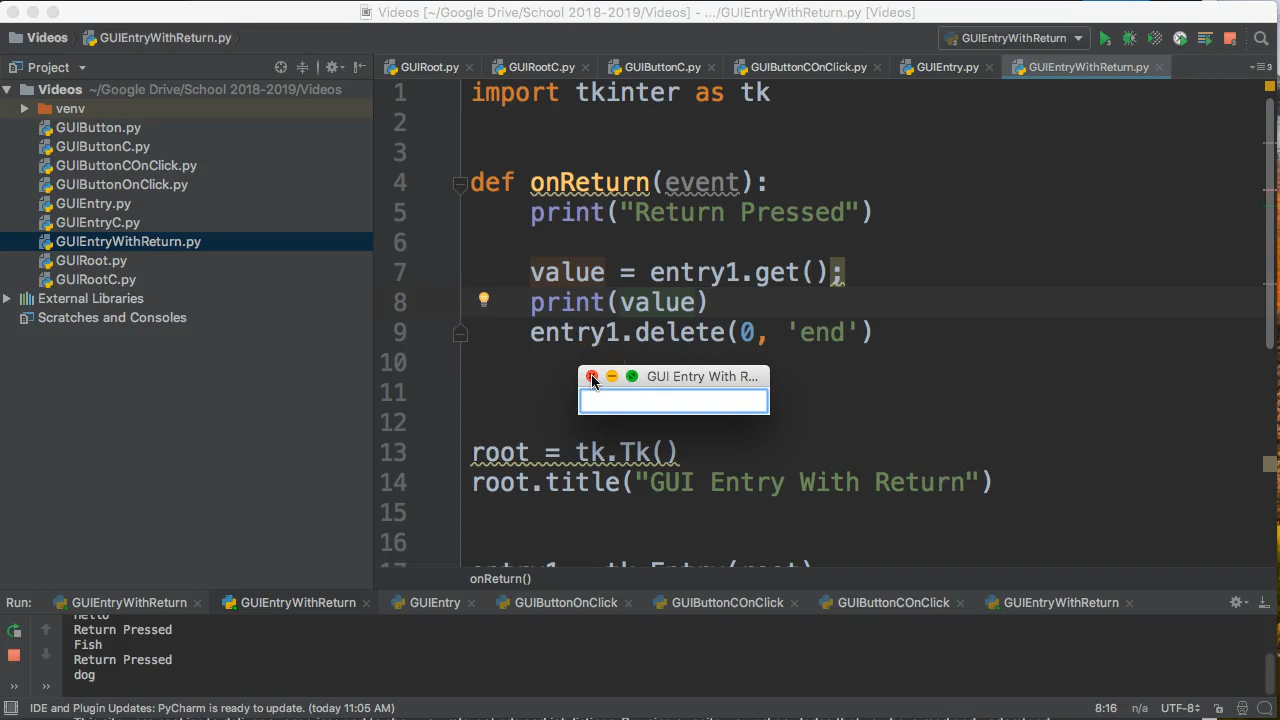 Videos [~/Google Drive/School 2018-2019/Videos] - .../GUIEntryWithReturn.py [Videos]
Videos GUIEntryWithReturn.py GUIEntryWithReturn
Project GUIRoot.py GUIRootC.py GUIButtonC.py GUIButtonCOnClick.py GUIEntry.py GUIEntryWithReturn.py
Videos ~/Google Drive/School 2018-2019/Videos
venv
GUIButton.py
GUIButtonC.py
GUIButtonCOnClick.py
GUIButtonOnClick.py
GUIEntry.py
GUIEntryC.py
GUIEntryWithReturn.py
GUIRoot.py
GUIRootC.py
External Libraries
Scratches and Consoles
1 import tkinter as tk
2
3
4 def onReturn(event):
5 print("Return Pressed")
6
7 value = entry1.get();
8 print(value)
9 entry1.delete(0, 'end')
10
11
12
13 root = tk.Tk()
14 root.title("GUI Entry With Return")
15
16
17 entry1 = tk.Entry(root)
GUI Entry With R...
onReturn()
Run: GUIEntryWithReturn GUIEntryWithReturn GUIEntry GUIButtonOnClick GUIButtonCOnClick GUIButtonCOnClick GUIEntryWithReturn
Hello
Return Pressed
Fish
Return Pressed
dog
IDE and Plugin Updates: PyCharm is ready to update. (today 11:05 AM) 8:16 n/a UTF-8